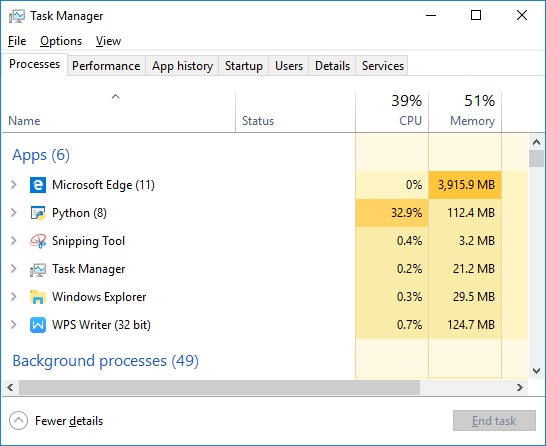 Task Manager
File Options View
Processes Performance App history Startup Users Details Services
39% 51%
Name Status CPU Memory
Apps (6)
Microsoft Edge (11) 0% 3,915.9 MB
Python (8) 32.9% 112.4 MB
Snipping Tool 0.4% 3.2 MB
Task Manager 0.2% 21.2 MB
Windows Explorer 0.3% 29.5 MB
WPS Writer (32 bit) 0.7% 124.7 MB
Background processes (49)
Fewer details End task